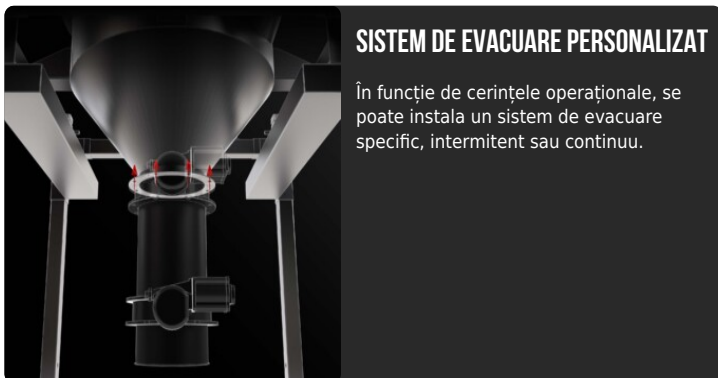 SISTEM DE EVACUARE PERSONALIZAT
În funcție de cerințele operaționale, se
poate instala un sistem de evacuare
specific, intermitent sau continuu.